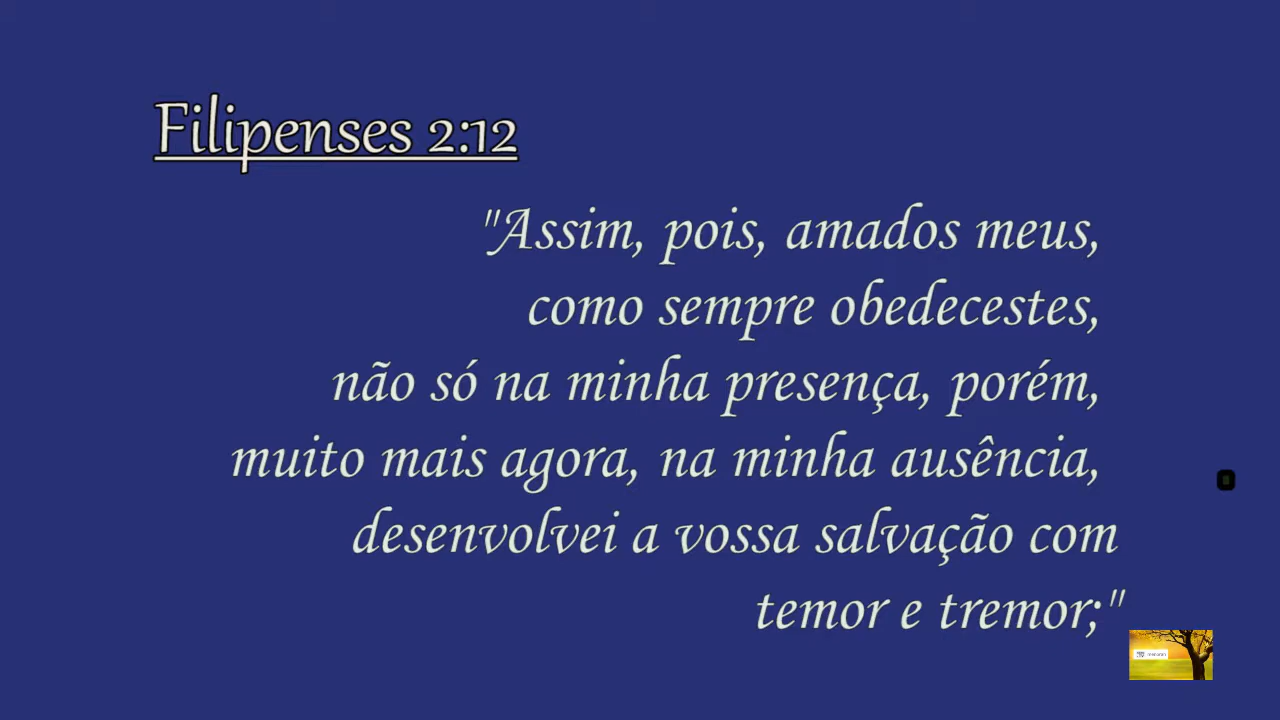 Filipenses 2:12
"Assim, pois, amados meus,
como sempre obedecestes,
não só na minha presença, porém,
muito mais agora, na minha ausência,
desenvolvei a vossa salvação com
temor e tremor;"